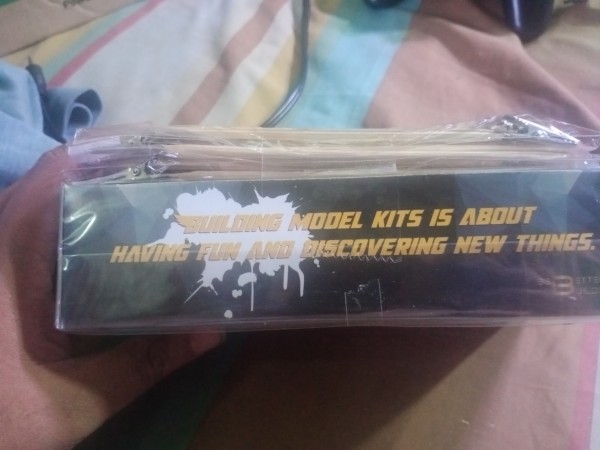 BUILDING MODEL KITS IS ABOUT
HAVING FUN AND DISCOVERING NEW THINGS.